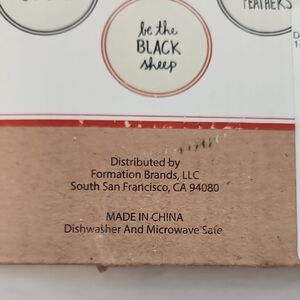 FEATHERS
be the
BLACK
sheep
Distributed by
Formation Brands, LLC
South San Francisco, CA 94080
MADE IN CHINA
Dishwasher And Microwave Safe